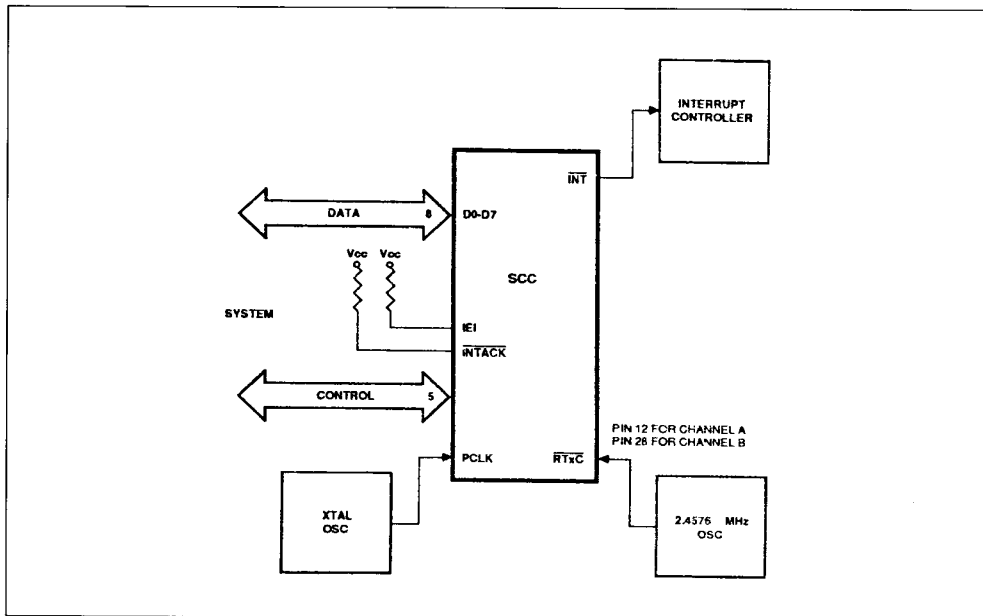 INTERRUPT
CONTROLLER
INT
DATA 8 D0-D7
Vcc Vcc
SCC
SYSTEM
IEI
INTACK
CONTROL 5
PIN 12 FOR CHANNEL A
PIN 28 FOR CHANNEL B
PCLK
RTxC
XTAL
OSC
2.4576 MHz
OSC